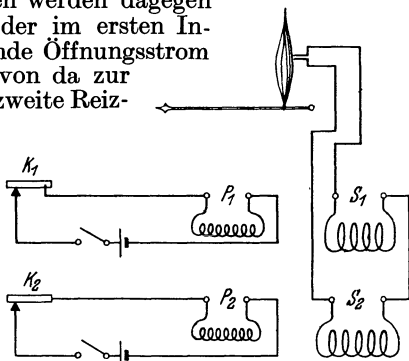 en werden dagegen
der im ersten In-
nde Öffnungsstrom
von da zur
zweite Reiz-
K1
P1
S1
K2
P2
S2